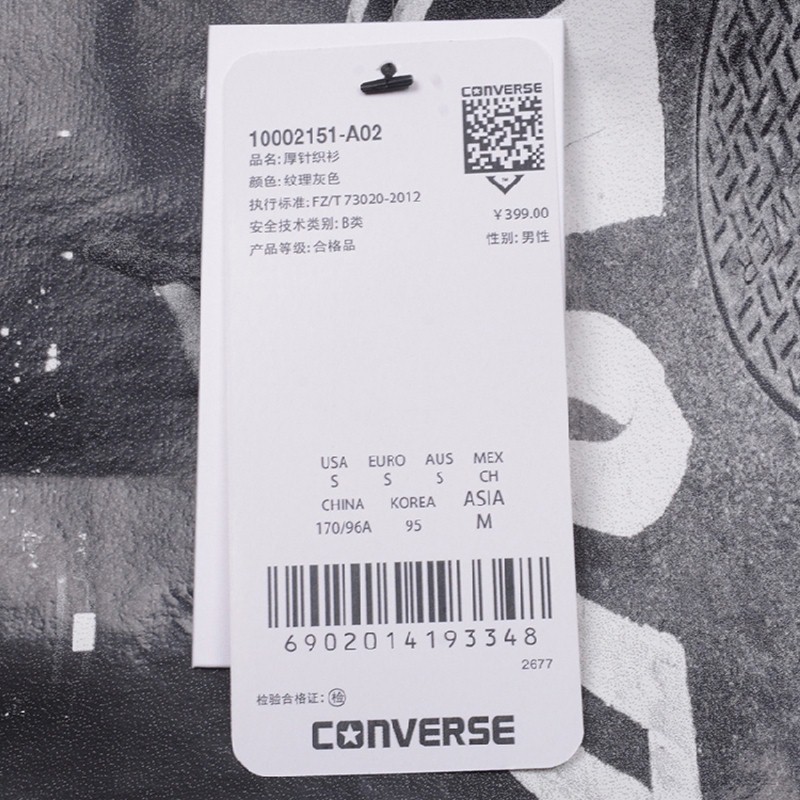 CONVERSE
10002151-A02
品名:厚针织衫
颜色:纹理灰色
执行标准:FZ/T 73020-2012
¥399.00
安全技术类别:B类
性别:男性
产品等级:合格品
USA EURO AUS MEX
S S S CH
CHINA KOREA ASIA
170/96A 95 M
6902014193348
2677
检验合格证:检
CONVERSE